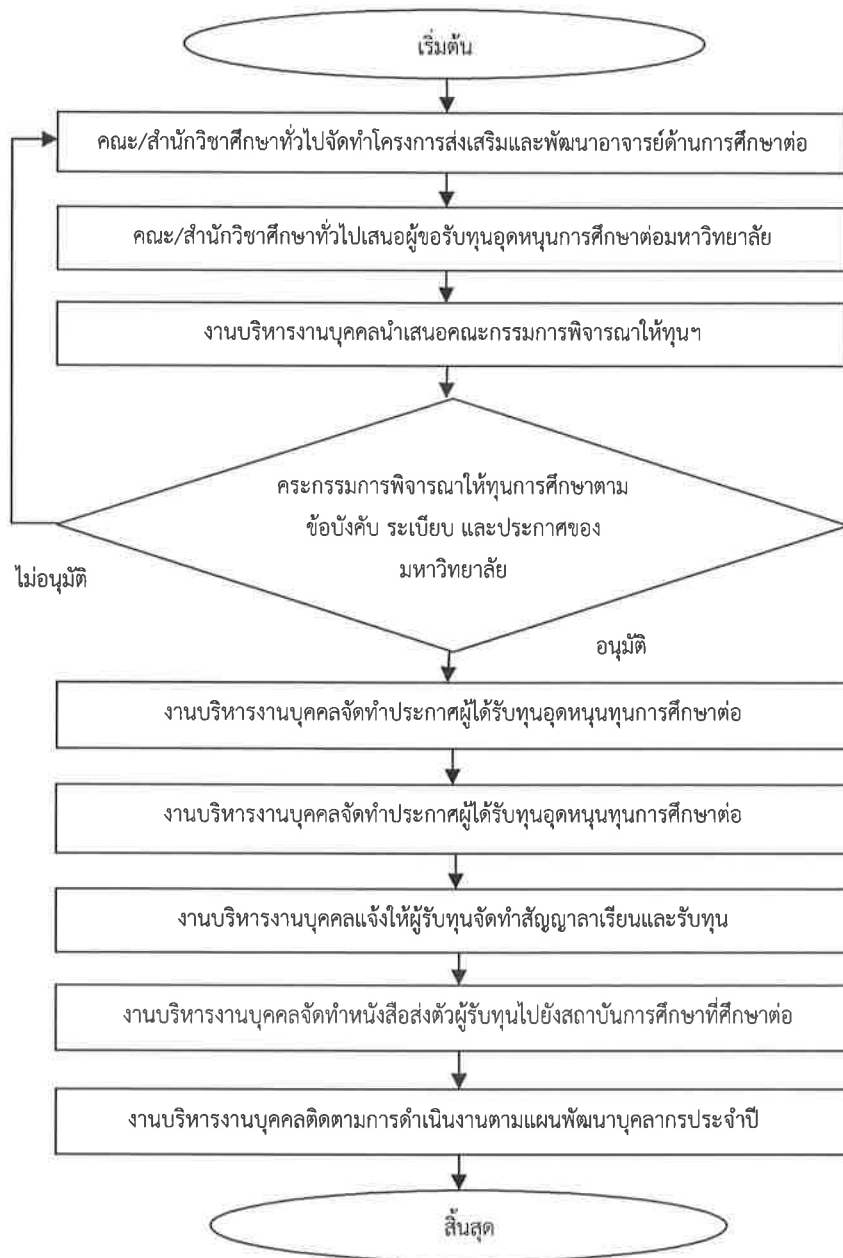 เริ่มต้น
คณะ/สำนักวิชาศึกษาทั่วไปจัดทำโครงการส่งเสริมและพัฒนาอาจารย์ด้านการศึกษาต่อ
คณะ/สำนักวิชาศึกษาทั่วไปเสนอผู้ขอรับทุนอุดหนุนการศึกษาต่อมหาวิทยาลัย
งานบริหารงานบุคคลนำเสนอคณะกรรมการพิจารณาให้ทุนฯ
คระกรรมการพิจารณาให้ทุนการศึกษาตาม
ข้อบังคับ ระเบียบ และประกาศของ
มหาวิทยาลัย
ไม่อนุมัติ
อนุมัติ
งานบริหารงานบุคคลจัดทำประกาศผู้ได้รับทุนอุดหนุนทุนการศึกษาต่อ
งานบริหารงานบุคคลจัดทำประกาศผู้ได้รับทุนอุดหนุนทุนการศึกษาต่อ
งานบริหารงานบุคคลแจ้งให้ผู้รับทุนจัดทำสัญญาลาเรียนและรับทุน
งานบริหารงานบุคคลจัดทำหนังสือส่งตัวผู้รับทุนไปยังสถาบันการศึกษาที่ศึกษาต่อ
งานบริหารงานบุคคลติดตามการดำเนินงานตามแผนพัฒนาบุคลากรประจำปี
สิ้นสุด